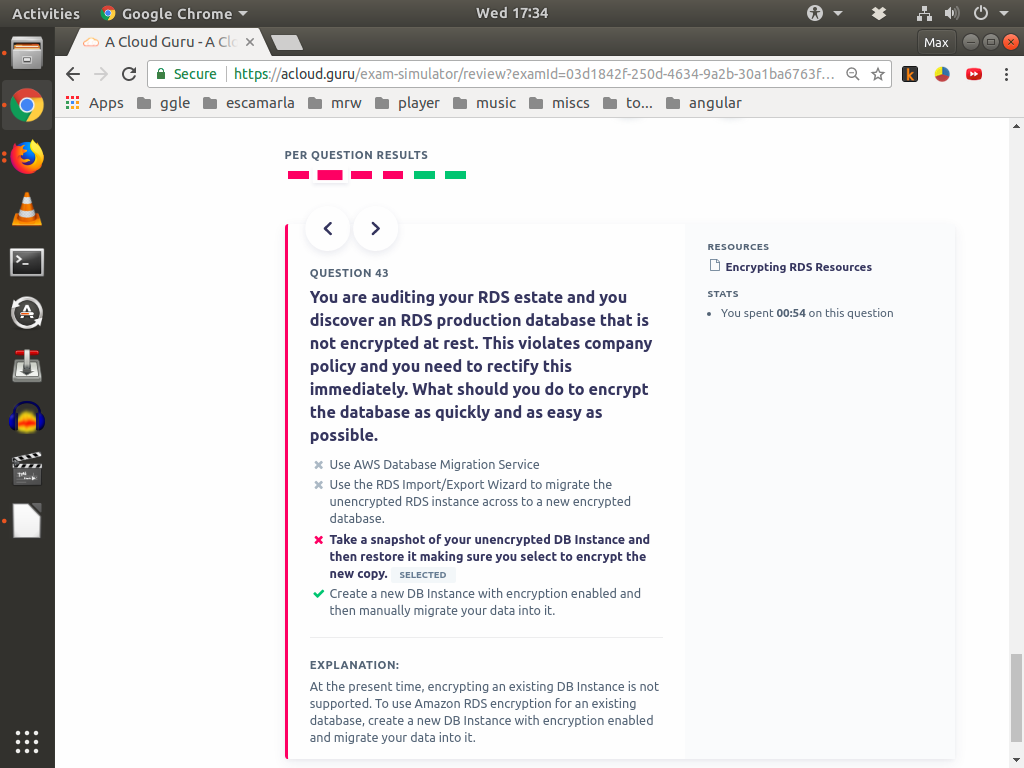 Activities Google Chrome Wed 17:34
A Cloud Guru - A Clo Max
Secure https://acloud.guru/exam-simulator/review?examId=03d1842f-250d-4634-9a2b-30a1ba6763f...
Apps ggle escamarla mrw player music miscs to... angular
PER QUESTION RESULTS
QUESTION 43
You are auditing your RDS estate and you
discover an RDS production database that is
not encrypted at rest. This violates company
policy and you need to rectify this
immediately. What should you do to encrypt
the database as quickly and as easy as
possible.
Use AWS Database Migration Service
Use the RDS Import/Export Wizard to migrate the
unencrypted RDS instance across to a new encrypted
database.
Take a snapshot of your unencrypted DB Instance and
then restore it making sure you select to encrypt the
new copy. SELECTED
Create a new DB Instance with encryption enabled and
then manually migrate your data into it.
EXPLANATION:
At the present time, encrypting an existing DB Instance is not
supported. To use Amazon RDS encryption for an existing
database, create a new DB Instance with encryption enabled
and migrate your data into it.
RESOURCES
Encrypting RDS Resources
STATS
You spent 00:54 on this question